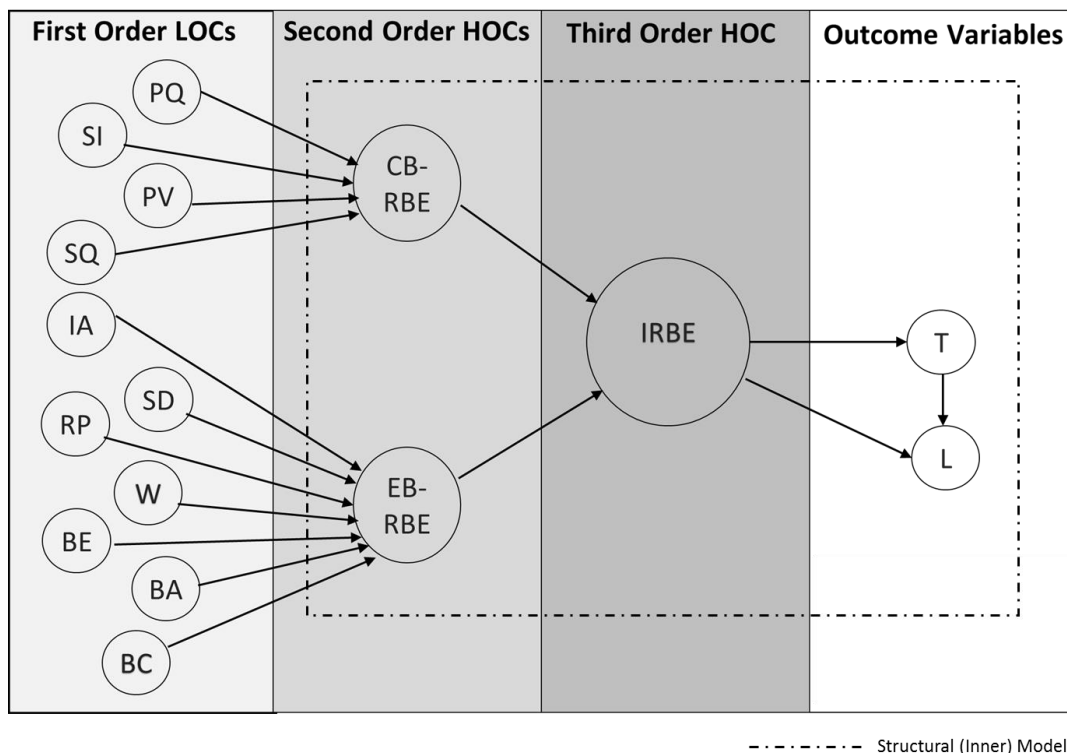 First Order LOCs
Second Order HOCs
Third Order HOC
Outcome Variables
PQ
SI
PV
SQ
IA
SD
RP
W
BE
BA
BC
CB-
RBE
EB-
RBE
IRBE
T
L
Structural (Inner) Model